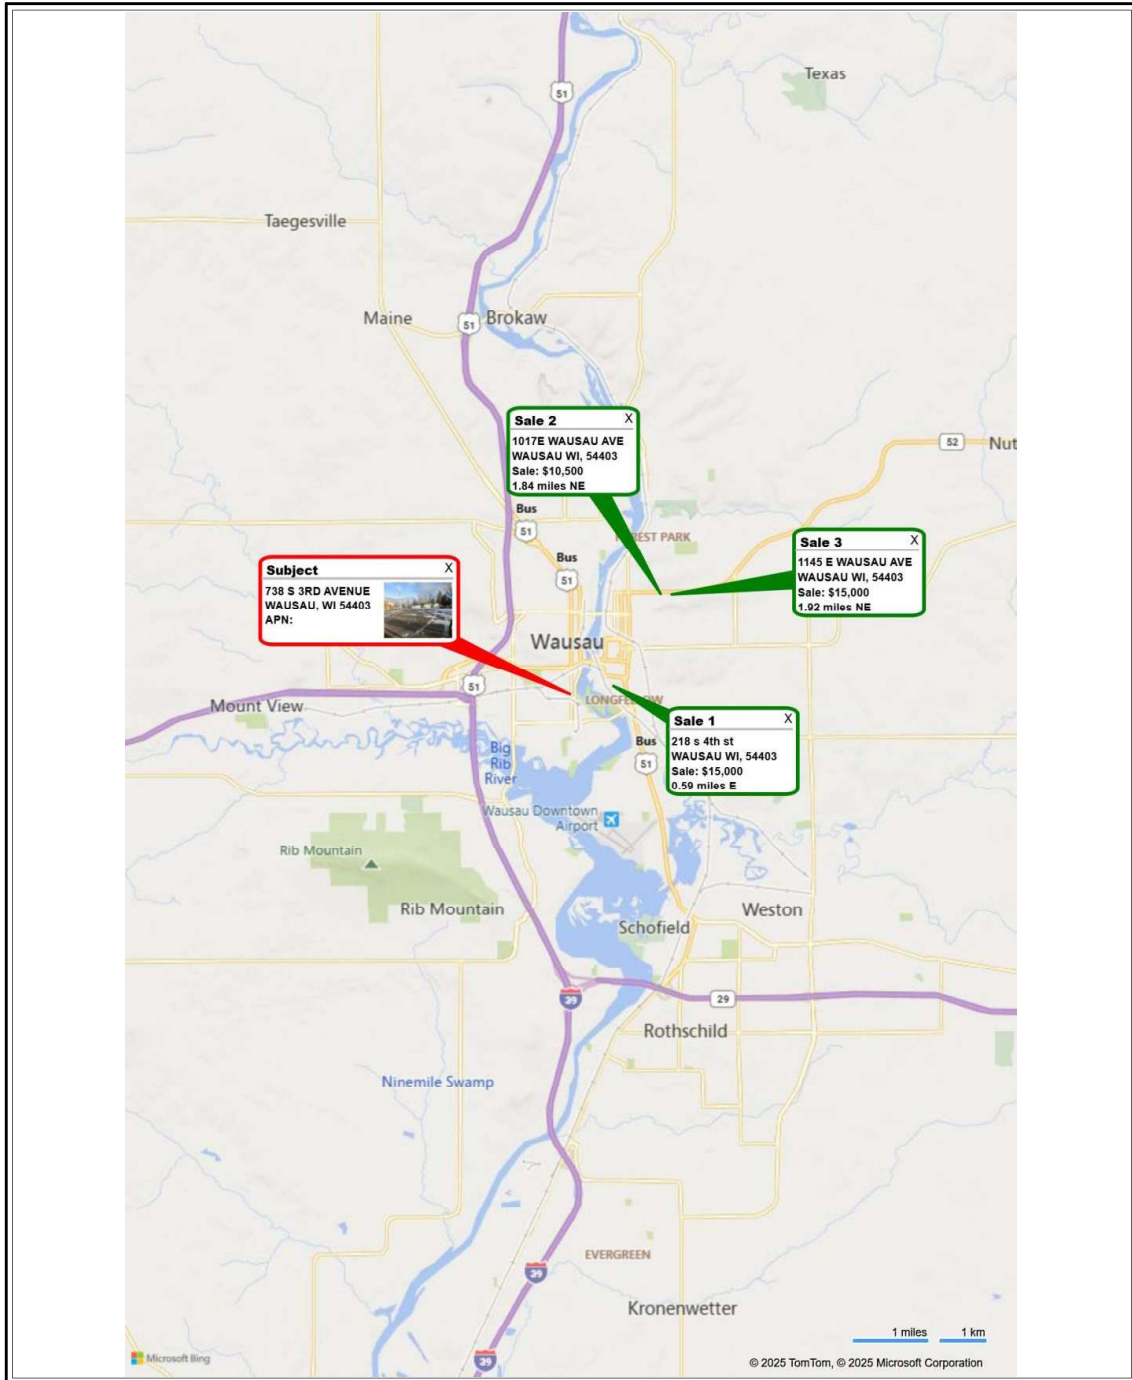 Texas
51
Taegesville
Maine
51
Brokaw
Sale 2 X
1017E WAUSAU AVE
WAUSAU WI, 54403
Sale: $10,500
1.84 miles NE
52
Nut
Bus
51
Bus
51
Sale 3 X
1145 E WAUSAU AVE
WAUSAU WI, 54403
Sale: $15,000
1.92 miles NE
Subject X
738 S 3RD AVENUE
WAUSAU, WI 54403
APN:
Wausau
51
LONGFELLOW
Mount View
Sale 1 X
218 s 4th st
WAUSAU WI, 54403
Sale: $15,000
0.59 miles E
Bus
51
Big
Rib
River
Wausau Downtown
Airport
Rib Mountain
Rib Mountain
Weston
Schofield
39
29
Rothschild
Ninemile Swamp
EVERGREEN
39
Kronenwetter
1 miles 1 km
39
Microsoft Bing
© 2025 TomTom, © 2025 Microsoft Corporation